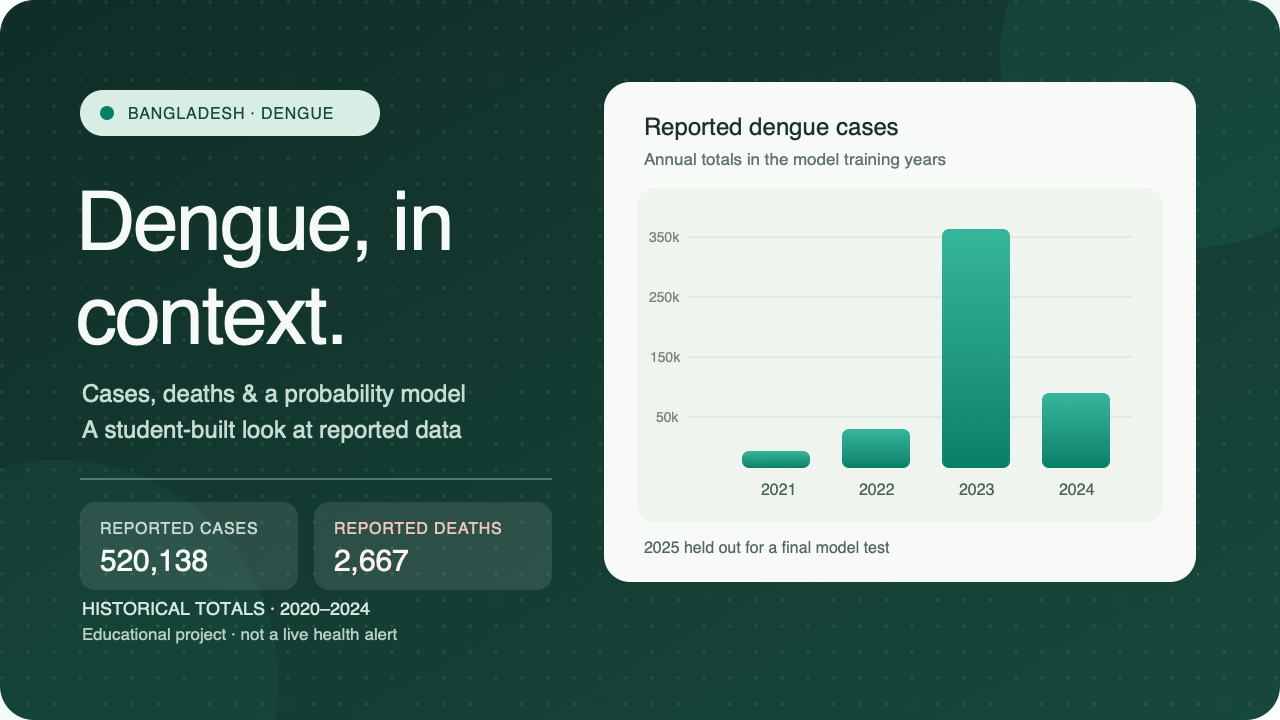 BANGLADESH · DENGUE
Dengue, in
context.
Cases, deaths & a probability model
A student-built look at reported data
REPORTED CASES
520,138
REPORTED DEATHS
2,667
HISTORICAL TOTALS · 2020–2024
Educational project · not a live health alert
Reported dengue cases
Annual totals in the model training years
350k
250k
150k
50k
2021 2022 2023 2024
2025 held out for a final model test